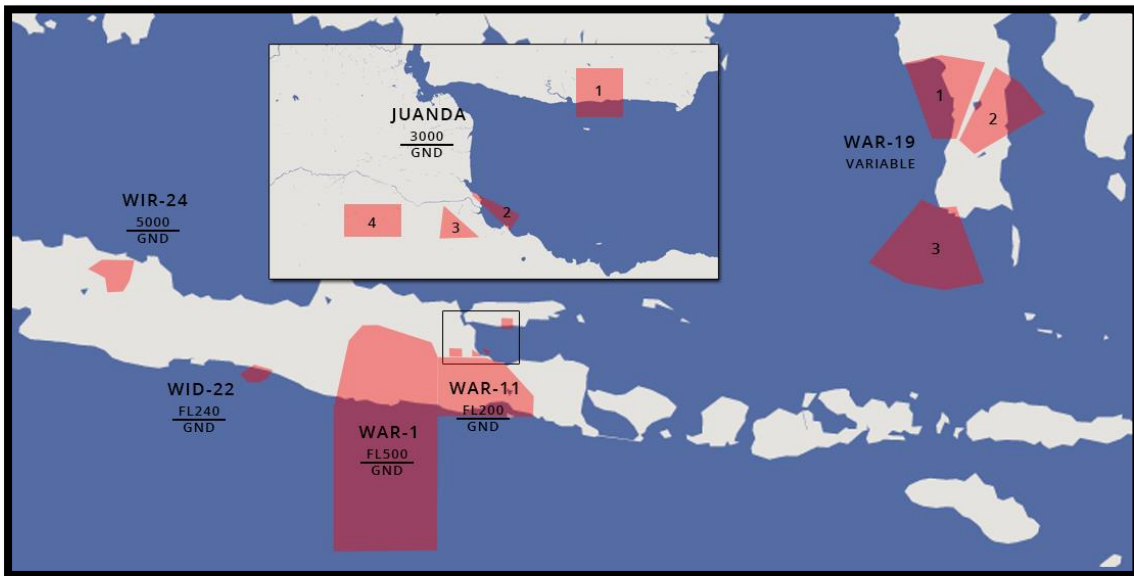 JUANDA
3000
GND
1
2
3
4
WAR-19
VARIABLE
1
2
3
WIR-24
5000
GND
WID-22
FL240
GND
WAR-1
FL500
GND
WAR-11
FL200
GND